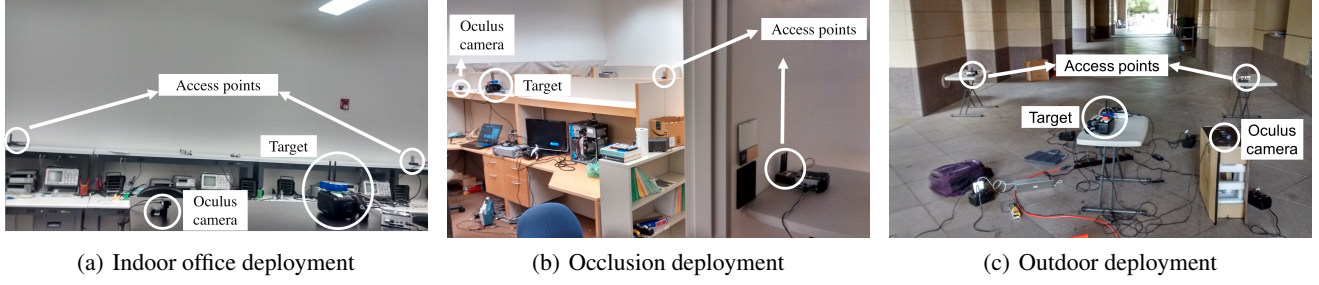 Access points
Target
Oculus
camera
(a) Indoor office deployment
Oculus
camera
Target
Access points
(b) Occlusion deployment
Access points
Target
Oculus
camera
(c) Outdoor deployment